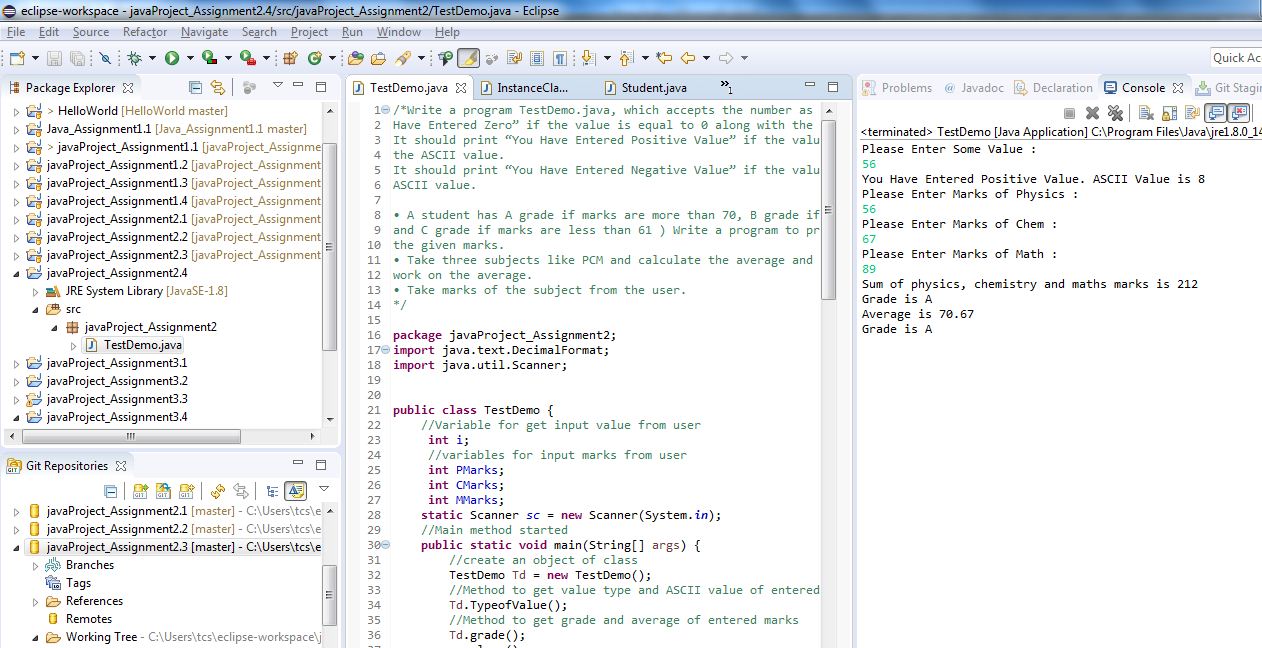 eclipse-workspace - javaProject_Assignment2.4/src/javaProject_Assignment2/TestDemo.java - Eclipse
File Edit Source Refactor Navigate Search Project Run Window Help
Quick Ac
Package Explorer
> HelloWorld [HelloWorld master]
Java_Assignment1.1 [Java_Assignment1.1 master]
> javaProject_Assignment1.1 [javaProject_Assignme
javaProject_Assignment1.2 [javaProject_Assignment
javaProject_Assignment1.3 [javaProject_Assignment
javaProject_Assignment1.4 [javaProject_Assignment
javaProject_Assignment2.1 [javaProject_Assignment
javaProject_Assignment2.2 [javaProject_Assignment
javaProject_Assignment2.3 [javaProject_Assignment
javaProject_Assignment2.4
JRE System Library [JavaSE-1.8]
src
javaProject_Assignment2
TestDemo.java
javaProject_Assignment3.1
javaProject_Assignment3.2
javaProject_Assignment3.3
javaProject_Assignment3.4
Git Repositories
javaProject_Assignment2.1 [master] - C:\Users\tcs\e
javaProject_Assignment2.2 [master] - C:\Users\tcs\e
javaProject_Assignment2.3 [master] - C:\Users\tcs\e
Branches
Tags
References
Remotes
Working Tree - C:\Users\tcs\eclipse-workspace\j
TestDemo.java InstanceCla... Student.java »1
1 /*Write a program TestDemo.java, which accepts the number as
2 Have Entered Zero” if the value is equal to 0 along with the
3 It should print “You Have Entered Positive Value” if the valu
4 the ASCII value.
5 It should print “You Have Entered Negative Value” if the valu
6 ASCII value.
7
8 • A student has A grade if marks are more than 70, B grade if
9 and C grade if marks are less than 61 ) Write a program to pr
10 the given marks.
11 • Take three subjects like PCM and calculate the average and
12 work on the average.
13 • Take marks of the subject from the user.
14 */
15
16 package javaProject_Assignment2;
17 import java.text.DecimalFormat;
18 import java.util.Scanner;
19
20
21 public class TestDemo {
22 //Variable for get input value from user
23 int i;
24 //variables for input marks from user
25 int PMarks;
26 int CMarks;
27 int MMarks;
28 static Scanner sc = new Scanner(System.in);
29 //Main method started
30 public static void main(String[] args) {
31 //create an object of class
32 TestDemo Td = new TestDemo();
33 //Method to get value type and ASCII value of entered
34 Td.TypeofValue();
35 //Method to get grade and average of entered marks
36 Td.grade();
Problems Javadoc Declaration Console Git Stagin
<terminated> TestDemo [Java Application] C:\Program Files\Java\jre1.8.0_14
Please Enter Some Value :
56
You Have Entered Positive Value. ASCII Value is 8
Please Enter Marks of Physics :
56
Please Enter Marks of Chem :
67
Please Enter Marks of Math :
89
Sum of physics, chemistry and maths marks is 212
Grade is A
Average is 70.67
Grade is A